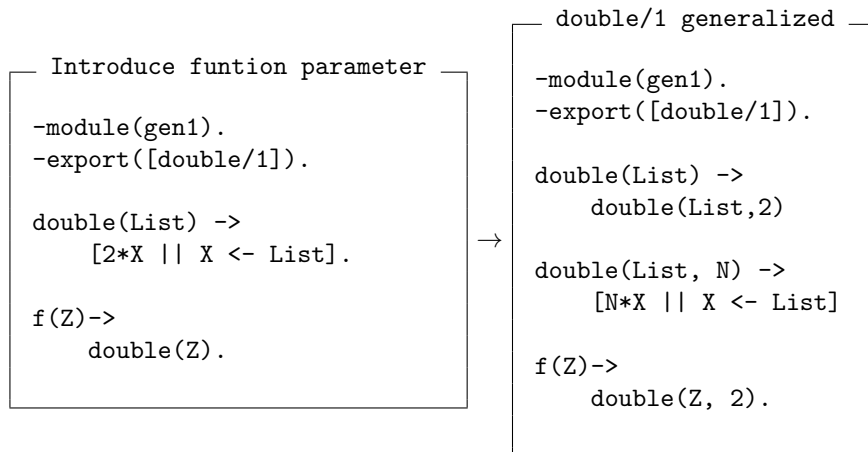 Introduce funtion parameter
-module(gen1).
-export([double/1]).
double(List) ->
    [2*X || X <- List].
f(Z)->
    double(Z).
→
double/1 generalized
-module(gen1).
-export([double/1]).
double(List) ->
    double(List,2)
double(List, N) ->
    [N*X || X <- List]
f(Z)->
    double(Z, 2).